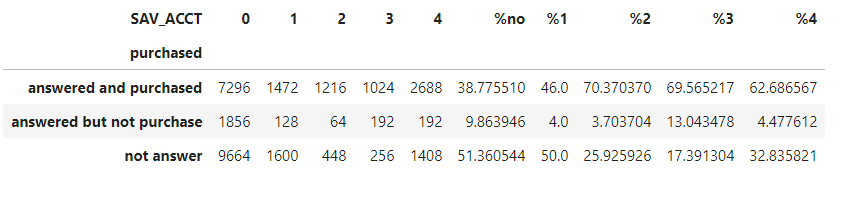 SAV_ACCT 0 1 2 3 4 %no %1 %2 %3 %4
purchased
answered and purchased 7296 1472 1216 1024 2688 38.775510 46.0 70.370370 69.565217 62.686567
answered but not purchase 1856 128 64 192 192 9.863946 4.0 3.703704 13.043478 4.477612
not answer 9664 1600 448 256 1408 51.360544 50.0 25.925926 17.391304 32.835821